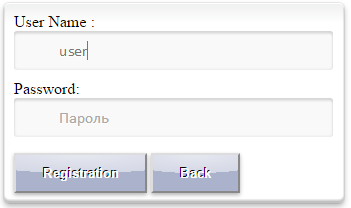 User Name :
user
Password:
Пароль
Registration Back